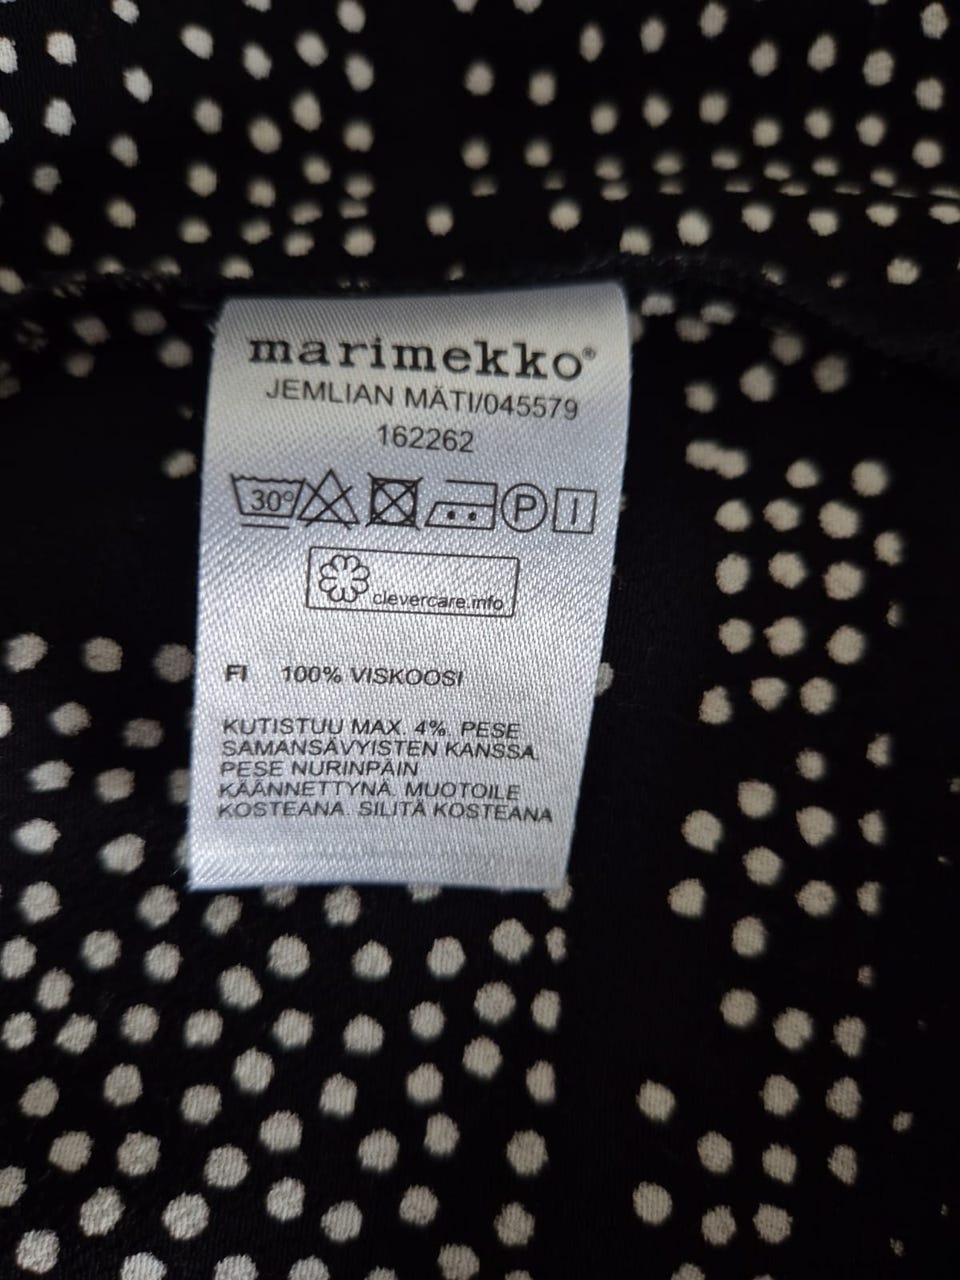 marimekko®
JEMLIAN MÄTI/045579
162262
30° P
clevercare.info
FI 100% VISKOOSI
KUTISTUU MAX. 4%. PESE
SAMANSÄVYISTEN KANSSA.
PESE NURINPÄIN
KÄÄNNETTYNÄ. MUOTOILE
KOSTEANA. SILITÄ KOSTEANA